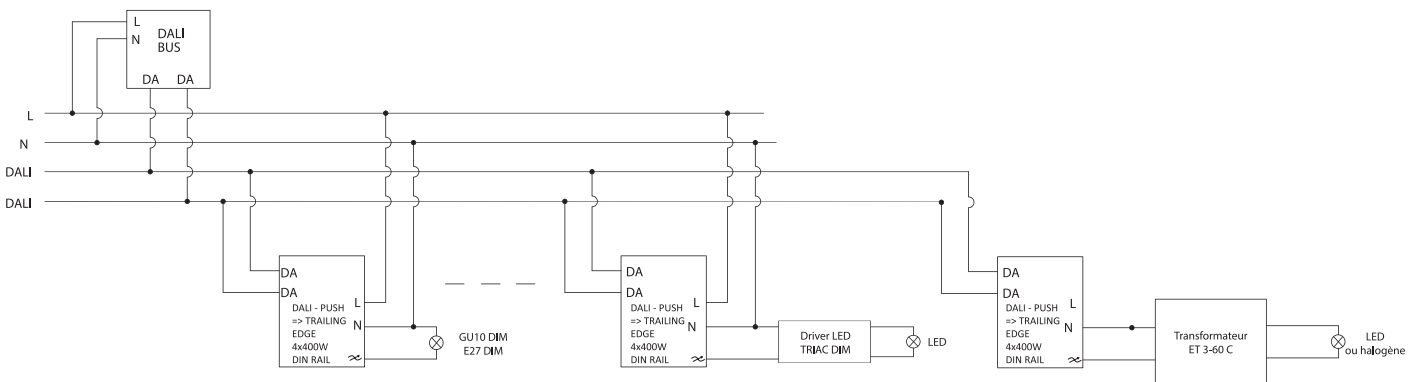 L
N
DALI
BUS
DA DA
L
N
DALI
DALI
DA
DA
DALI - PUSH
=> TRAILING
EDGE
4x400W
DIN RAIL
L
N
GU10 DIM
E27 DIM
DA
DA
DALI - PUSH
=> TRAILING
EDGE
4x400W
DIN RAIL
L
N
Driver LED
TRIAC DIM
LED
DA
DA
DALI - PUSH
=> TRAILING
EDGE
4x400W
DIN RAIL
L
N
Transformateur
ET 3-60 C
LED
ou halogène